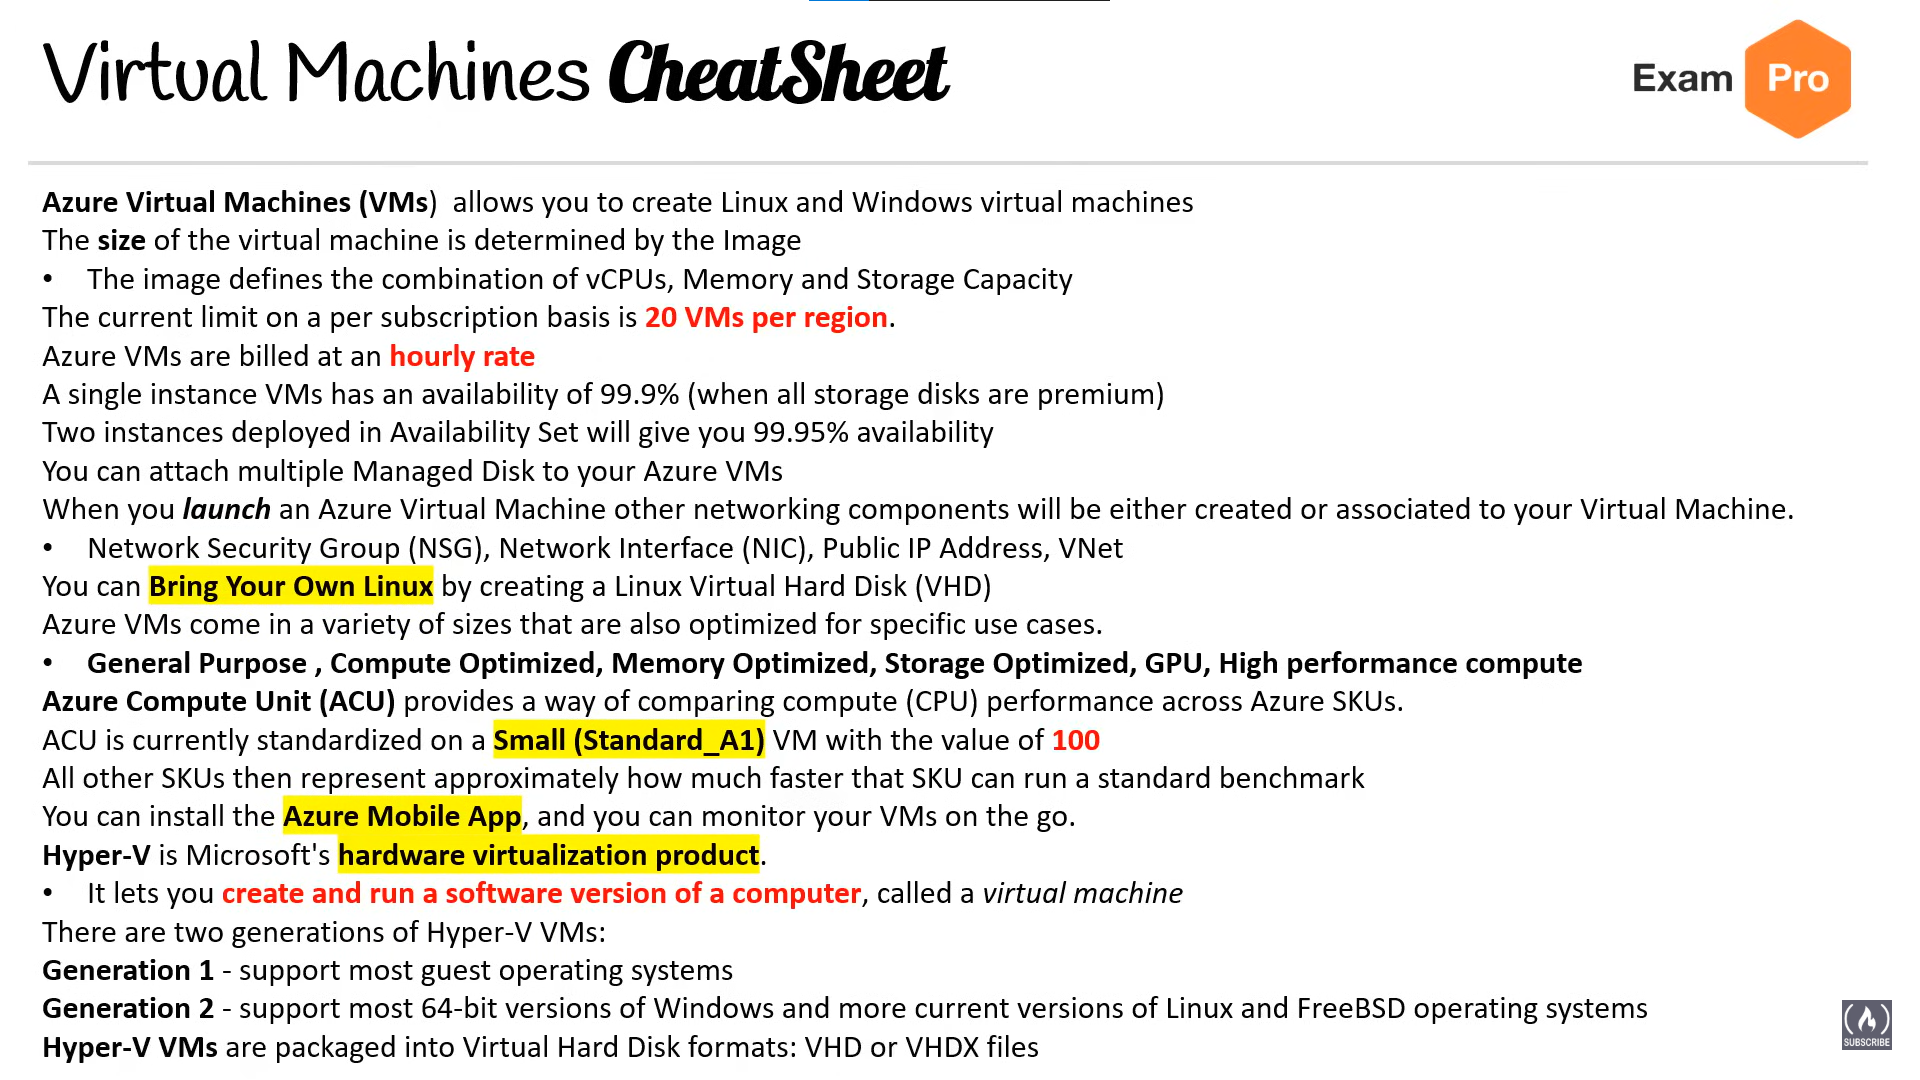 Virtual Machines CheatSheet
Exam Pro
Azure Virtual Machines (VMs) allows you to create Linux and Windows virtual machines
The size of the virtual machine is determined by the Image
• The image defines the combination of vCPUs, Memory and Storage Capacity
The current limit on a per subscription basis is 20 VMs per region.
Azure VMs are billed at an hourly rate
A single instance VMs has an availability of 99.9% (when all storage disks are premium)
Two instances deployed in Availability Set will give you 99.95% availability
You can attach multiple Managed Disk to your Azure VMs
When you launch an Azure Virtual Machine other networking components will be either created or associated to your Virtual Machine.
• Network Security Group (NSG), Network Interface (NIC), Public IP Address, VNet
You can Bring Your Own Linux by creating a Linux Virtual Hard Disk (VHD)
Azure VMs come in a variety of sizes that are also optimized for specific use cases.
• General Purpose , Compute Optimized, Memory Optimized, Storage Optimized, GPU, High performance compute
Azure Compute Unit (ACU) provides a way of comparing compute (CPU) performance across Azure SKUs.
ACU is currently standardized on a Small (Standard_A1) VM with the value of 100
All other SKUs then represent approximately how much faster that SKU can run a standard benchmark
You can install the Azure Mobile App, and you can monitor your VMs on the go.
Hyper-V is Microsoft's hardware virtualization product.
• It lets you create and run a software version of a computer, called a virtual machine
There are two generations of Hyper-V VMs:
Generation 1 - support most guest operating systems
Generation 2 - support most 64-bit versions of Windows and more current versions of Linux and FreeBSD operating systems
Hyper-V VMs are packaged into Virtual Hard Disk formats: VHD or VHDX files
SUBSCRIBE